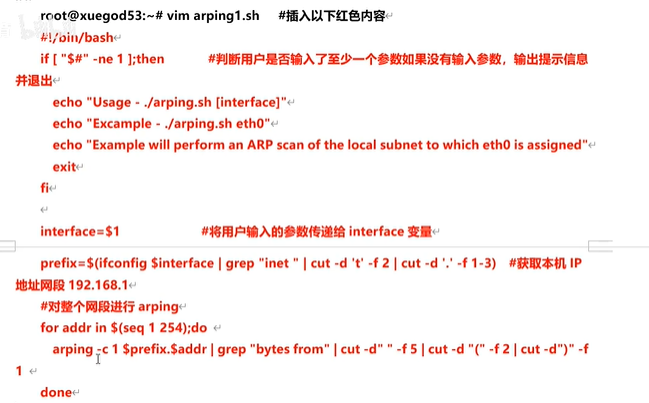 root@xuegod53:~# vim arping1.sh #插入以下红色内容
#!/bin/bash
if [ "$#" -ne 1 ];then #判断用户是否输入了至少一个参数如果没有输入参数，输出提示信息
并退出
echo "Usage - ./arping.sh [interface]"
echo "Excample - ./arping.sh eth0"
echo "Example will perform an ARP scan of the local subnet to which eth0 is assigned"
exit
fi
interface=$1 #将用户输入的参数传递给 interface 变量
prefix=$(ifconfig $interface | grep "inet " | cut -d 't' -f 2 | cut -d '.' -f 1-3) #获取本机 IP
地址网段 192.168.1
#对整个网段进行 arping
for addr in $(seq 1 254);do
arping -c 1 $prefix.$addr | grep "bytes from" | cut -d" " -f 5 | cut -d "(" -f 2 | cut -d")" -f
1
done